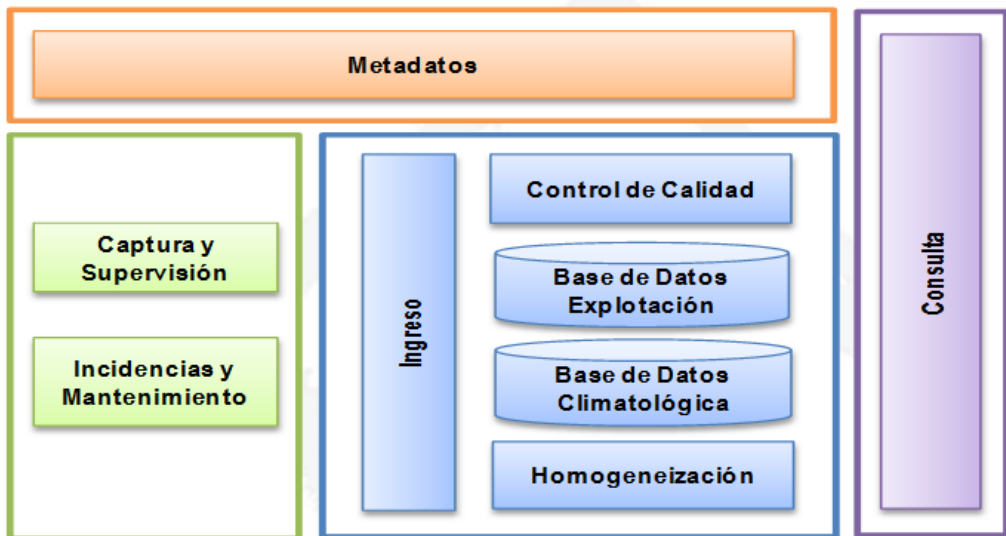 Metadatos
Captura y
Supervisión
Incidencias y
Mantenimiento
Ingreso
Control de Calidad
Base de Datos
Explotación
Base de Datos
Climatológica
Homogeneización
Consulta